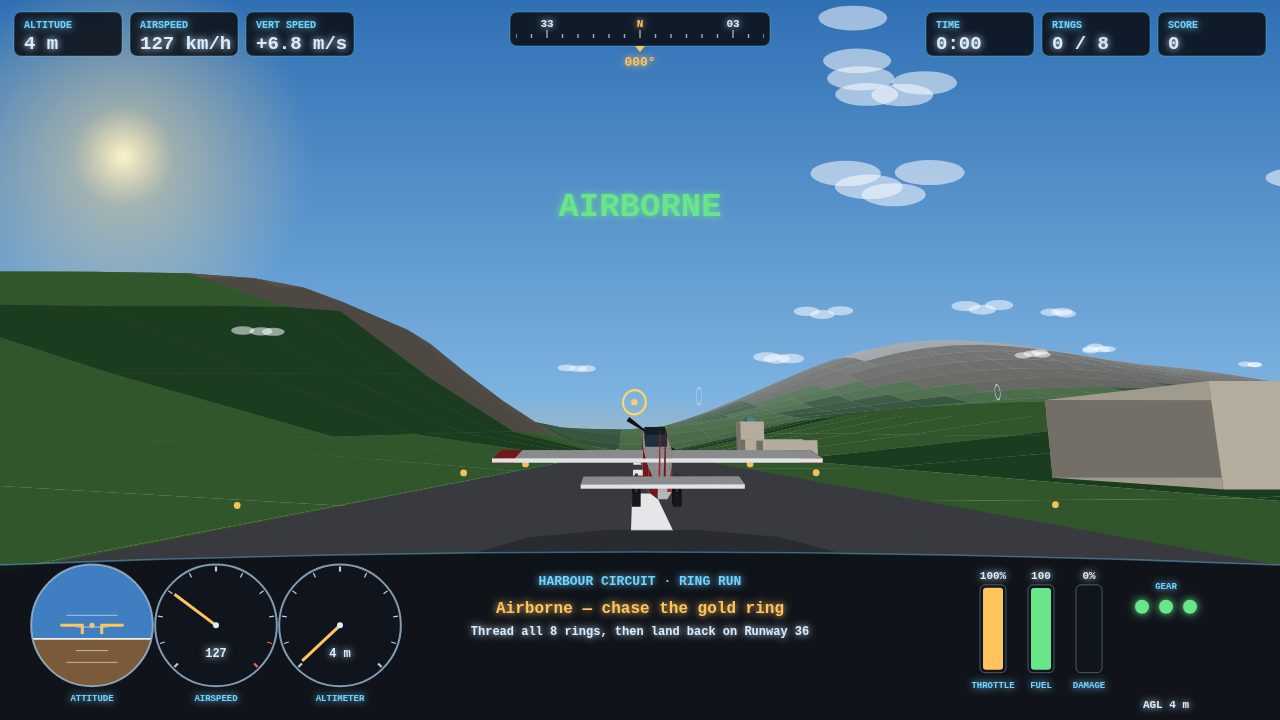 ALTITUDE
4 m
AIRSPEED
127 km/h
VERT SPEED
+6.8 m/s
33 N 03
000°
TIME
0:00
RINGS
0 / 8
SCORE
0
AIRBORNE
HARBOUR CIRCUIT · RING RUN
Airborne — chase the gold ring
Thread all 8 rings, then land back on Runway 36
127
4 m
ATTITUDE
AIRSPEED
ALTIMETER
100%
100
0%
THROTTLE
FUEL
DAMAGE
GEAR
AGL 4 m